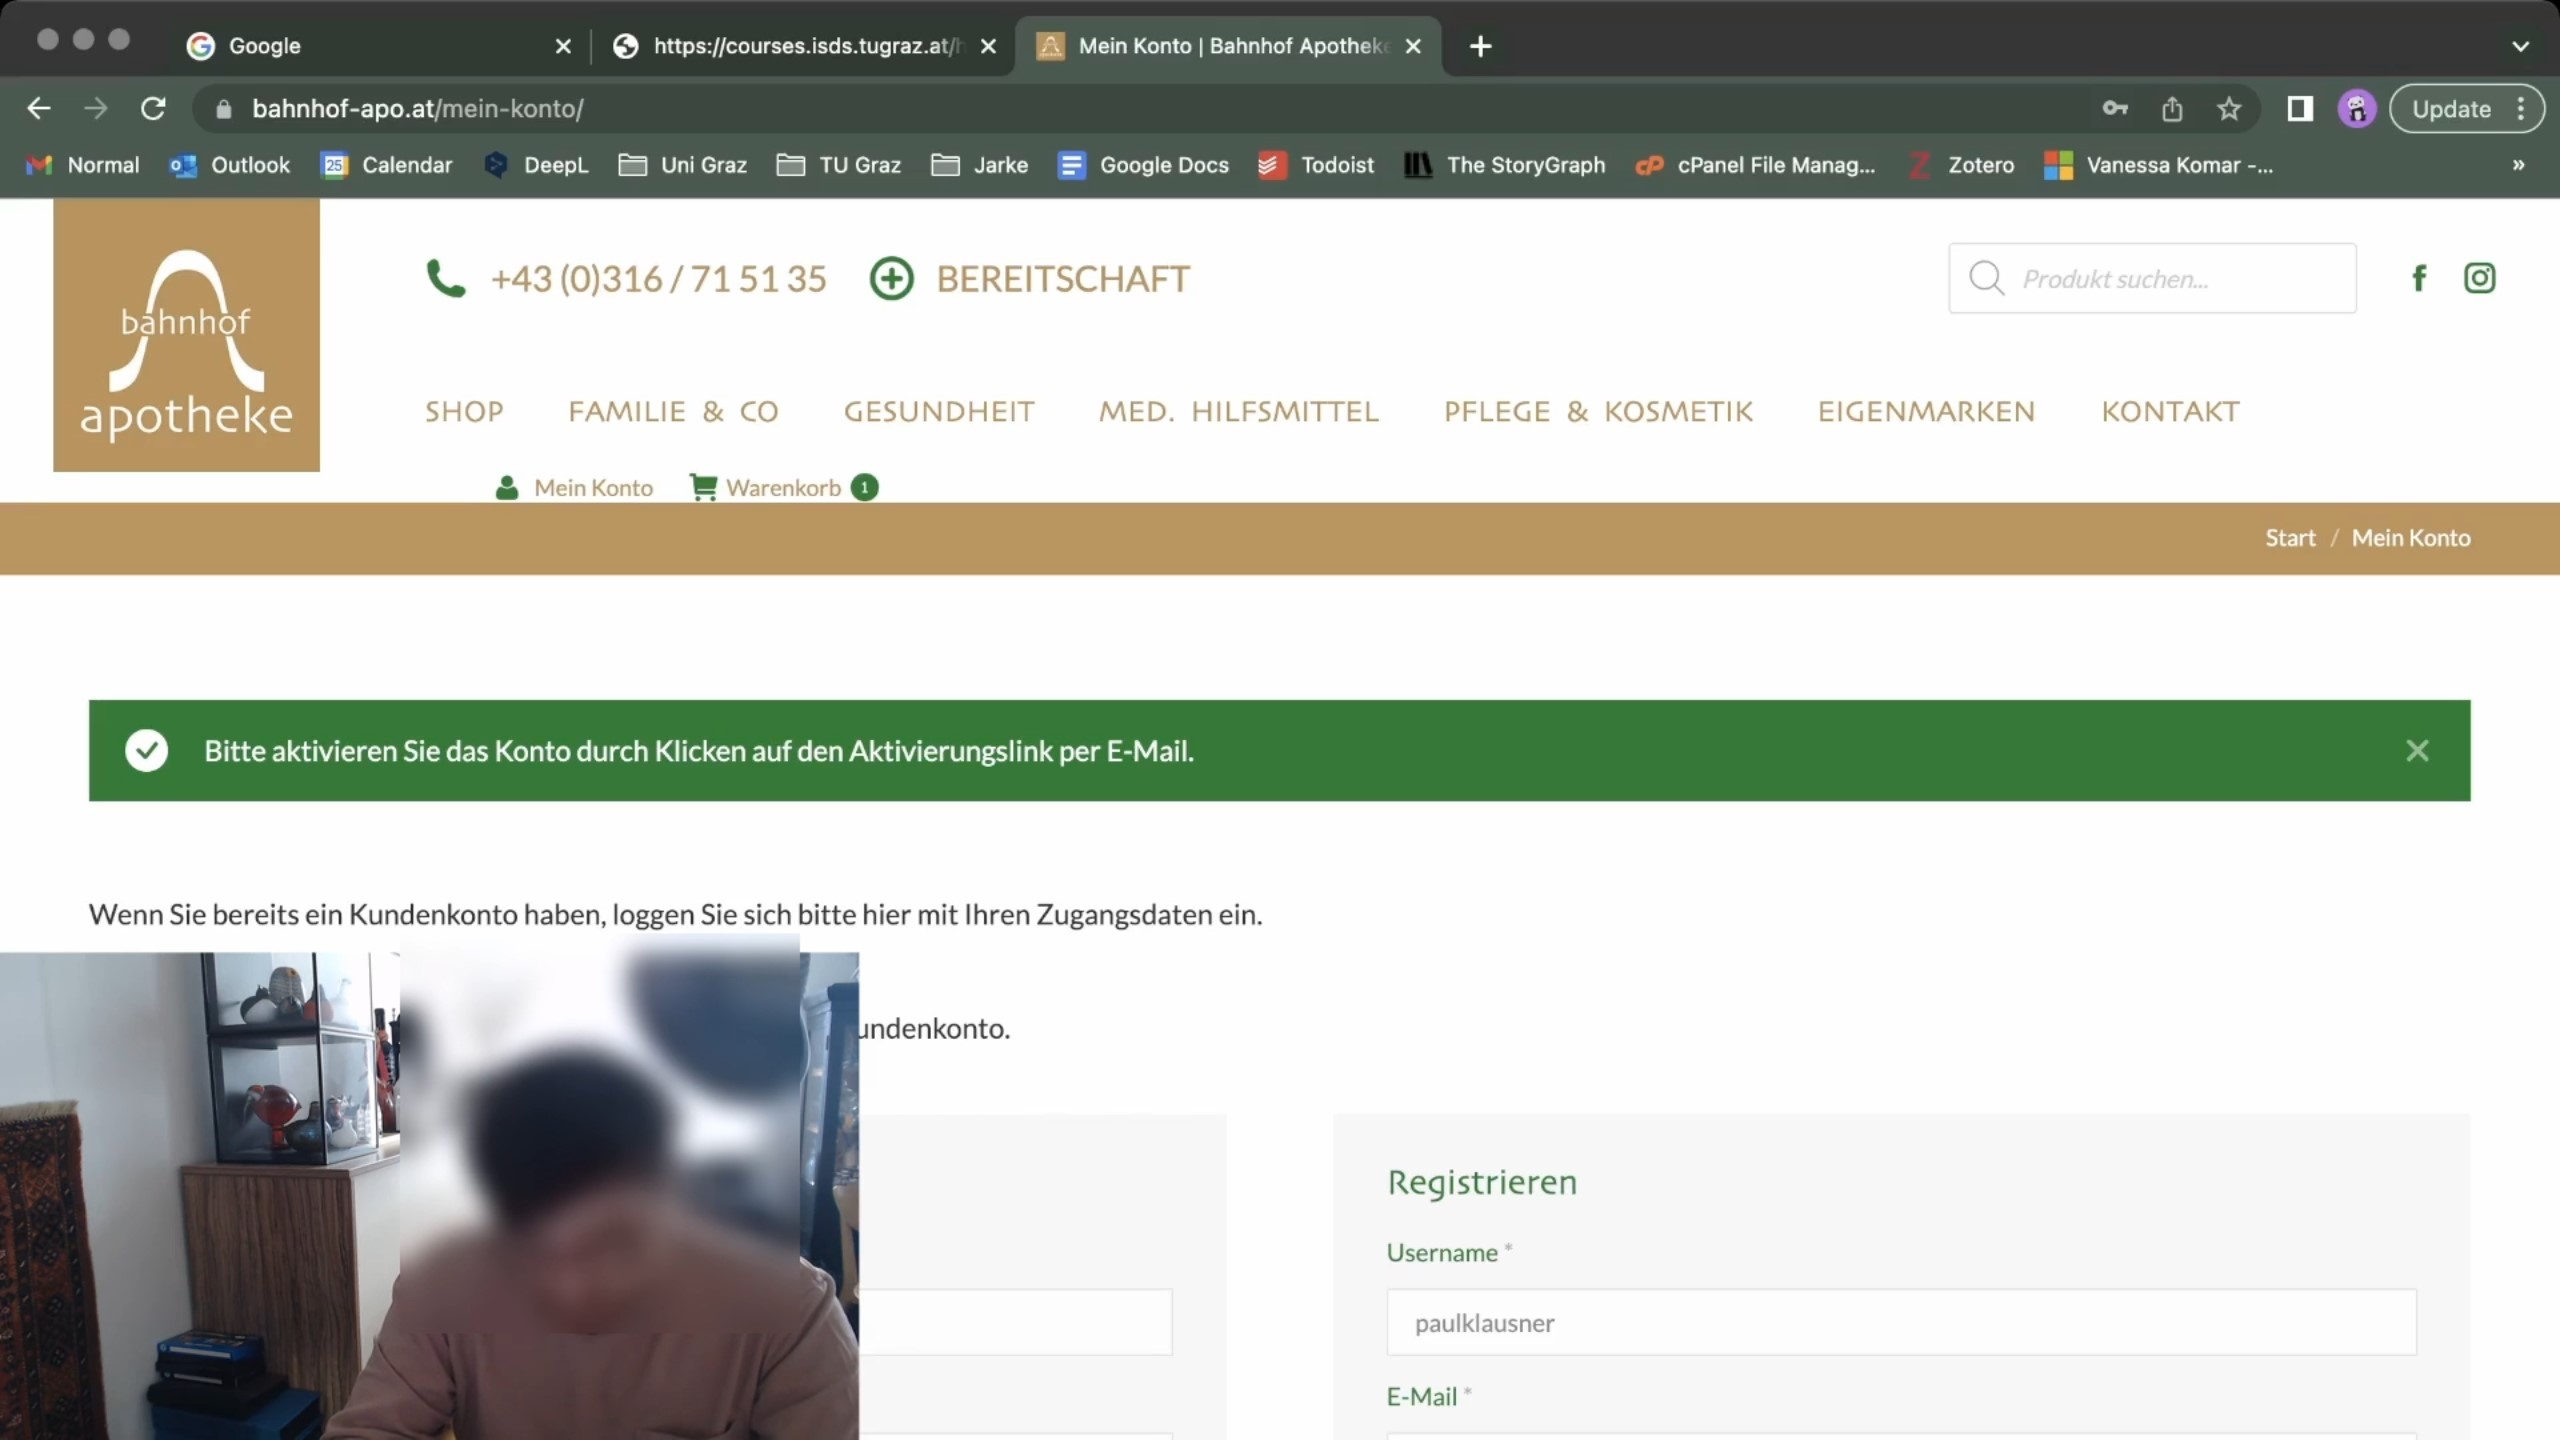 Google
https://courses.isds.tugraz.at/h
Mein Konto | Bahnhof Apotheke
bahnhof-apo.at/mein-konto/
Update
Normal
Outlook
25
Calendar
DeepL
Uni Graz
TU Graz
Jarke
Google Docs
Todoist
The StoryGraph
cP
cPanel File Manag...
Zotero
Vanessa Komar -...
»
bahnhof
apotheke
+43 (0)316 / 71 51 35
BEREITSCHAFT
Produkt suchen...
SHOP
FAMILIE & CO
GESUNDHEIT
MED. HILFSMITTEL
PFLEGE & KOSMETIK
EIGENMARKEN
KONTAKT
Mein Konto
Warenkorb 1
Start / Mein Konto
Bitte aktivieren Sie das Konto durch Klicken auf den Aktivierungslink per E-Mail.
Wenn Sie bereits ein Kundenkonto haben, loggen Sie sich bitte hier mit Ihren Zugangsdaten ein.
undenkonto.
Registrieren
Username *
paulklausner
E-Mail *